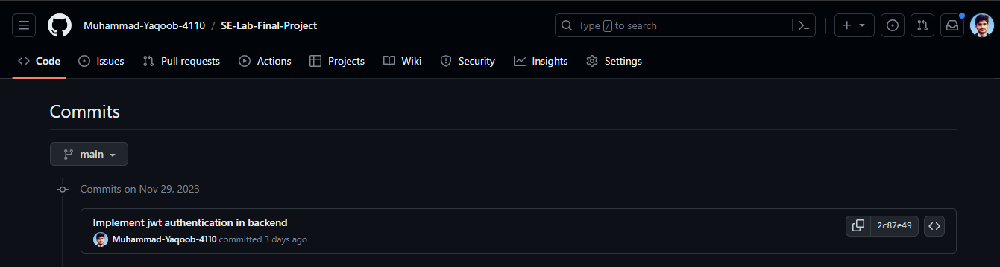 Muhammad-Yaqoob-4110 / SE-Lab-Final-Project
Type / to search
Code Issues Pull requests Actions Projects Wiki Security Insights Settings
Commits
main
Commits on Nov 29, 2023
Implement jwt authentication in backend
2c87e49
Muhammad-Yaqoob-4110 committed 3 days ago